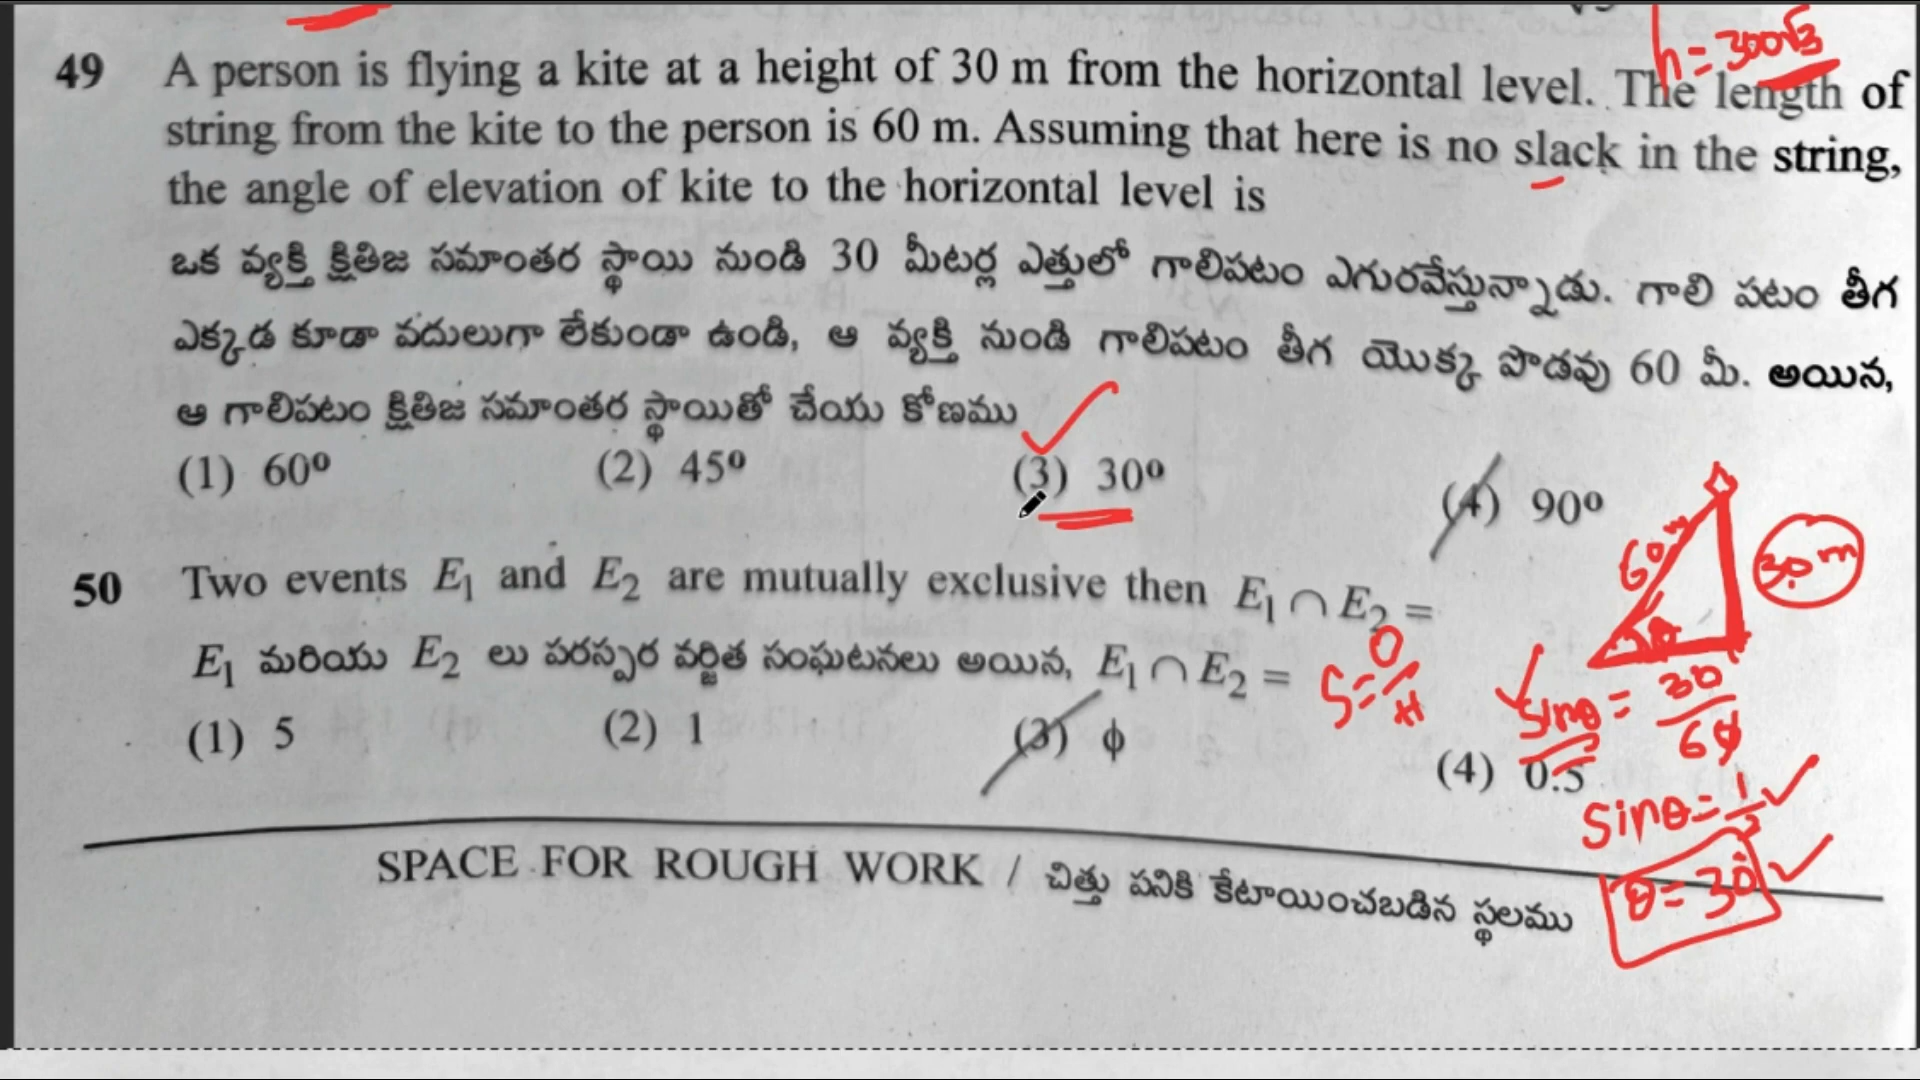 h=300√3
49 A person is flying a kite at a height of 30 m from the horizontal level. The length of
string from the kite to the person is 60 m. Assuming that here is no slack in the string,
the angle of elevation of kite to the horizontal level is
ఒక వ్యక్తి క్షితిజ సమాంతర స్థాయి నుండి 30 మీటర్ల ఎత్తులో గాలిపటం ఎగురవేస్తున్నాడు. గాలి పటం తీగ
ఎక్కడ కూడా వదులుగా లేకుండా ఉండి, ఆ వ్యక్తి నుండి గాలిపటం తీగ యొక్క పొడవు 60 మీ. అయిన,
ఆ గాలిపటం క్షితిజ సమాంతర స్థాయితో చేయు కోణము
(1) 60º (2) 45º (3) 30º (4) 90º
60m 30m
θ
50 Two events E₁ and E₂ are mutually exclusive then E₁ ∩ E₂ =
E₁ మరియు E₂ లు పరస్పర వర్జిత సంఘటనలు అయిన, E₁ ∩ E₂ =
S=O/H sinθ=30/60
(1) 5 (2) 1 (3) ϕ (4) 0.5
sinθ=1/2
θ=30°
SPACE FOR ROUGH WORK / చిత్తు పనికి కేటాయించబడిన స్థలము